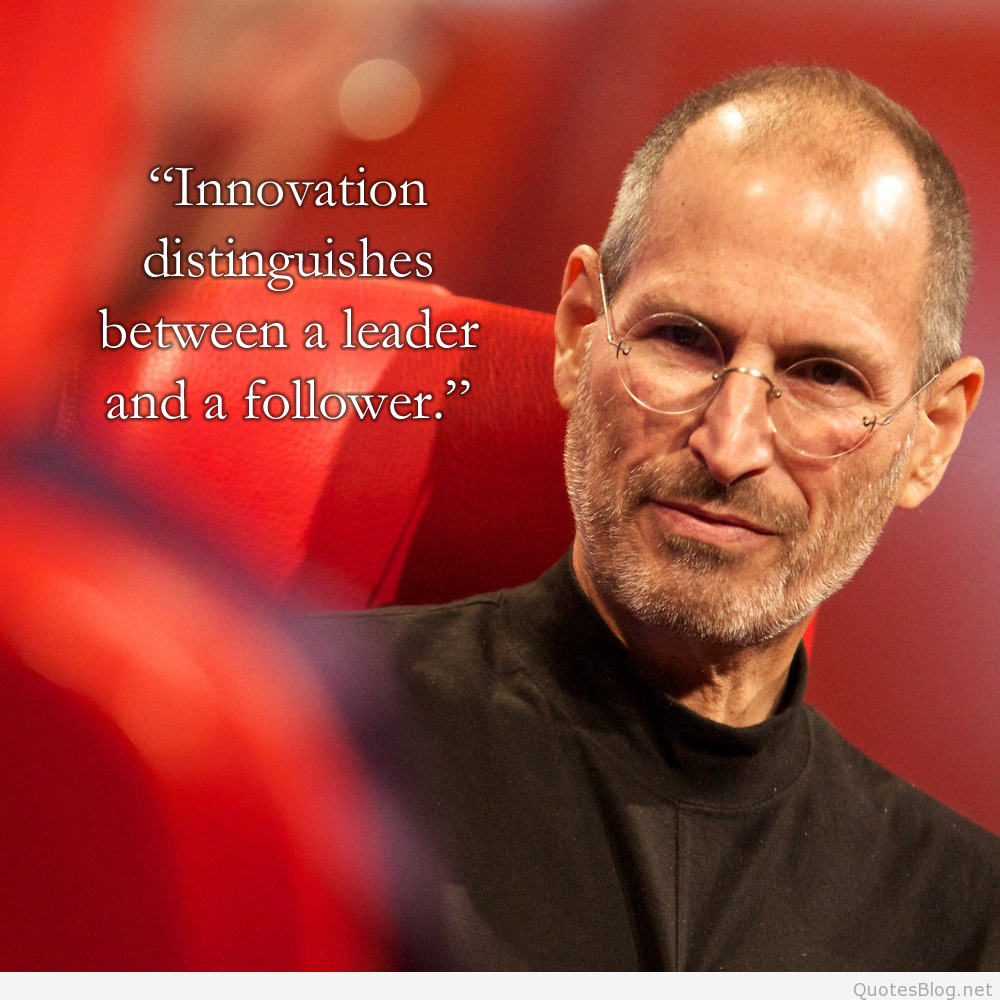 “Innovation
distinguishes
between a leader
and a follower.”
QuotesBlog.net